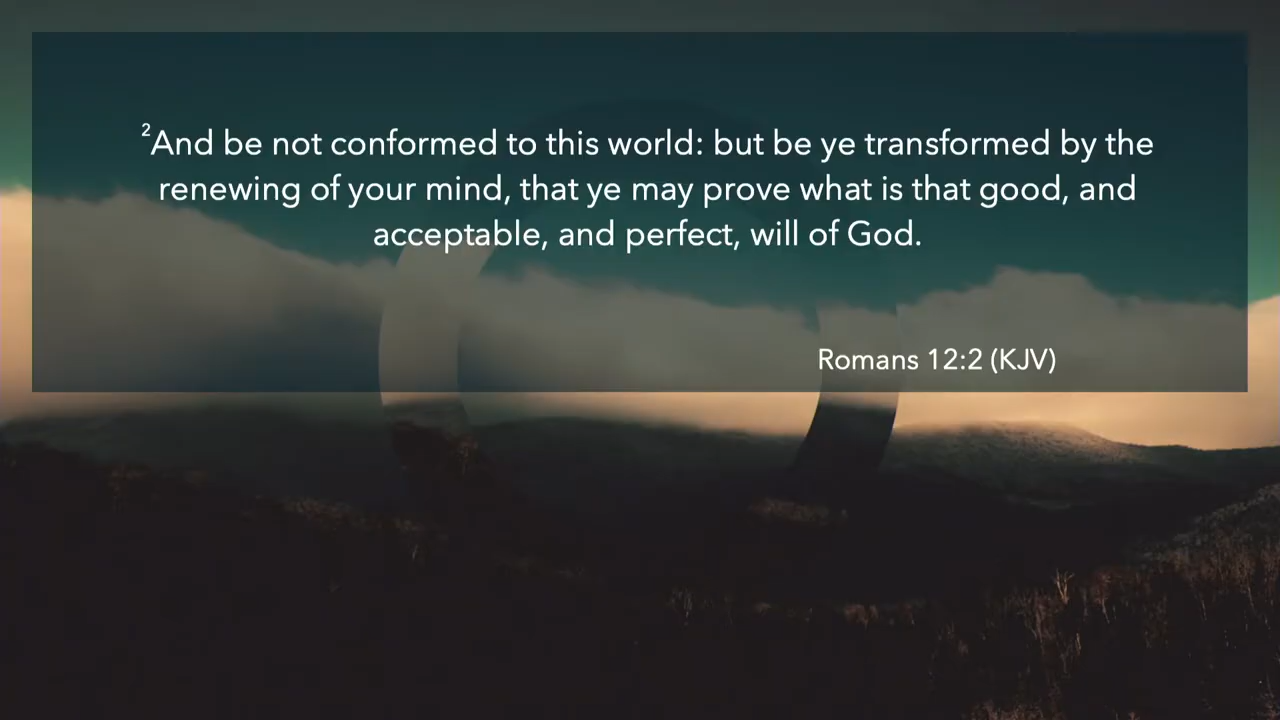 ²And be not conformed to this world: but be ye transformed by the
renewing of your mind, that ye may prove what is that good, and
acceptable, and perfect, will of God.
Romans 12:2 (KJV)